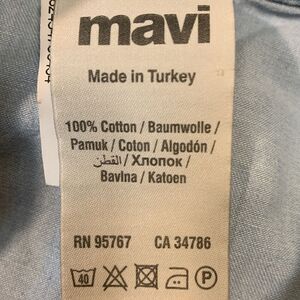 mavi
Made in Turkey
100% Cotton / Baumwolle /
Pamuk / Coton / Algodón /
القطن / Хлопок /
Bavlna / Katoen
RN 95767 CA 34786
40 P